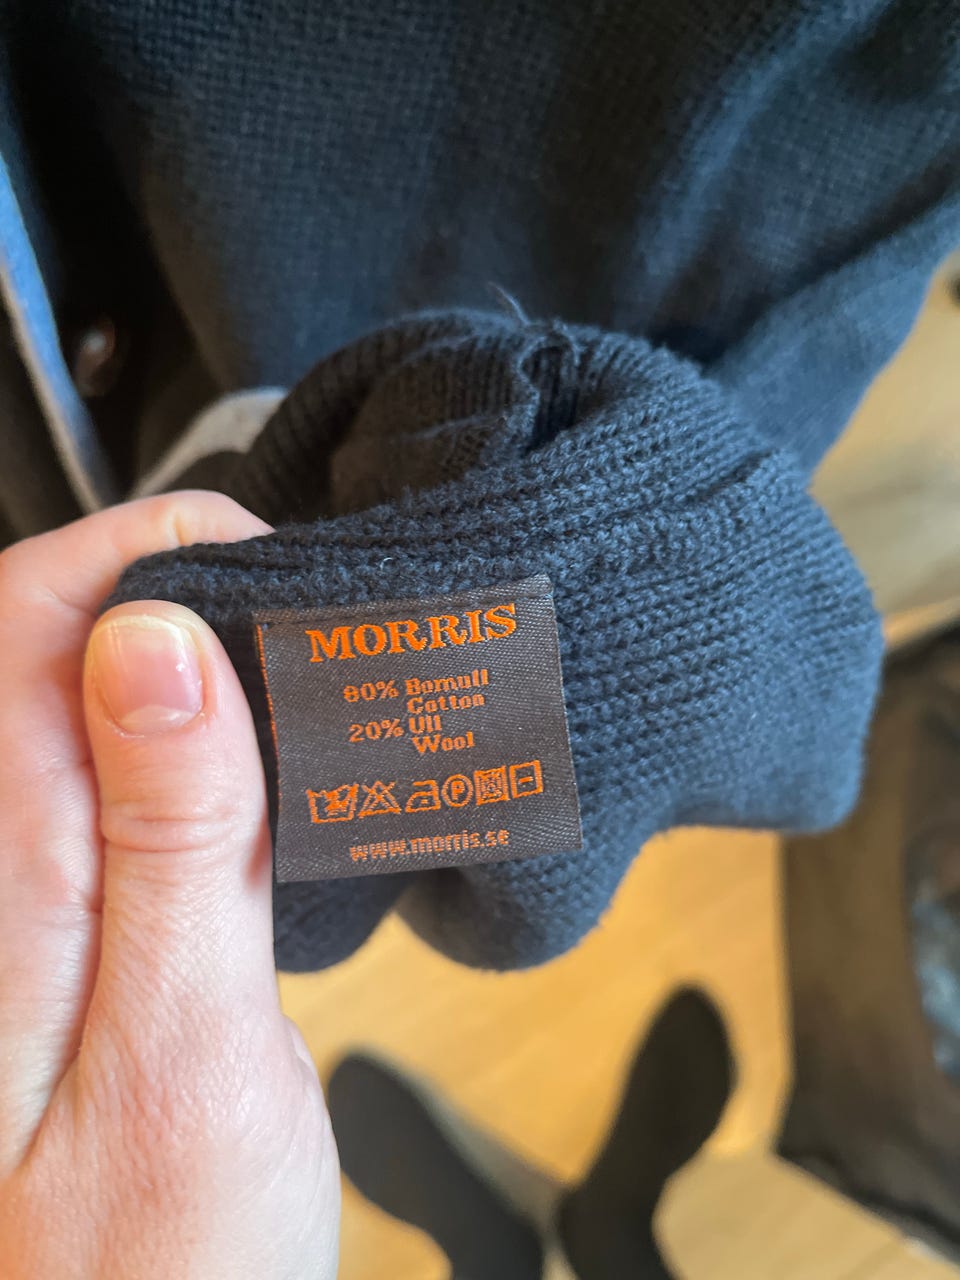 MORRIS
80% Bomull
Cotton
20% Ull
Wool
P
www.morris.se